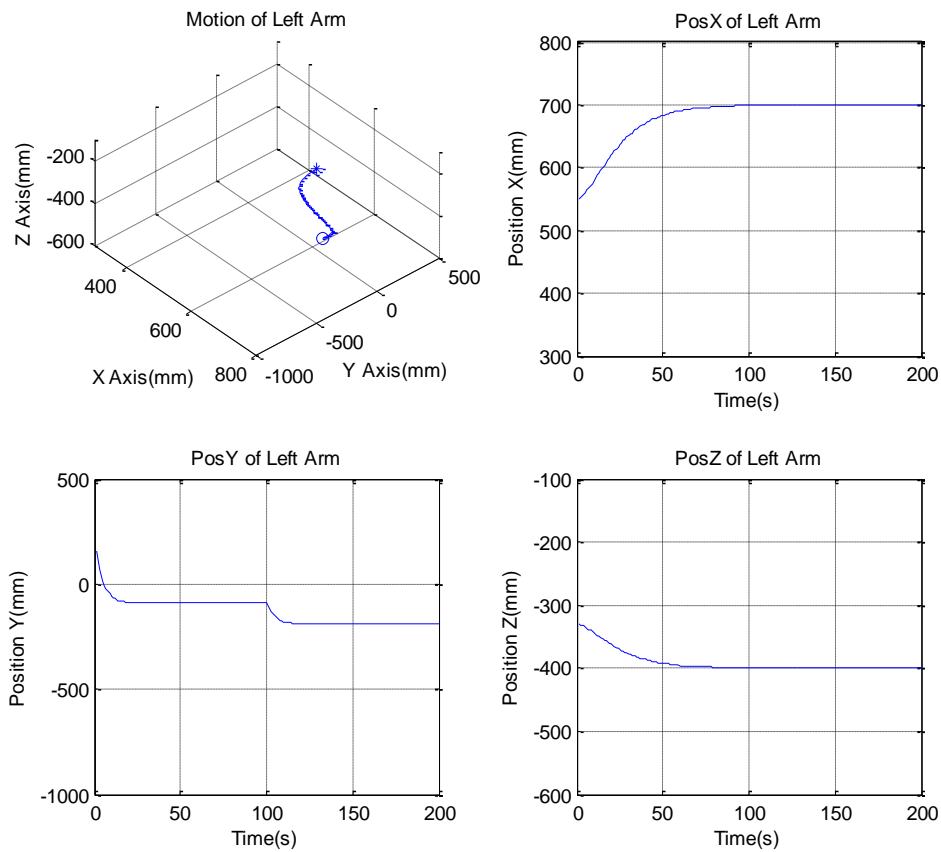 Motion of Left Arm
-200
-400
-600
Z Axis(mm)
400
600
800
X Axis(mm)
-1000
-500
0
500
Y Axis(mm)
PosX of Left Arm
800
700
600
500
400
300
Position X(mm)
0 50 100 150 200
Time(s)
PosY of Left Arm
500
0
-500
-1000
Position Y(mm)
0 50 100 150 200
Time(s)
PosZ of Left Arm
-100
-200
-300
-400
-500
-600
Position Z(mm)
0 50 100 150 200
Time(s)